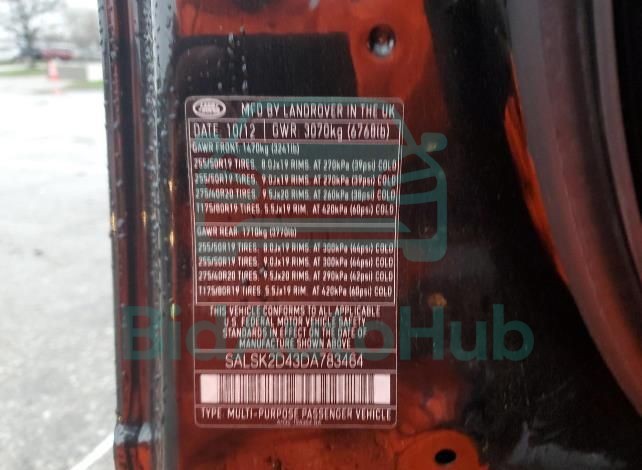 LAND ROVER
MFD BY LANDROVER IN THE UK
DATE 10/12 GWR 3070kg (6768lb)
GAWR FRONT: 1470kg (3241lb)
255/50R19 TIRES. 8.0Jx19 RIMS. AT 270kPa (39psi) COLD
255/50R19 TIRES. 9.0Jx19 RIMS. AT 270kPa (39psi) COLD
275/40R20 TIRES. 9.5Jx20 RIMS. AT 260kPa (38psi) COLD
T175/80R19 TIRES. 5.5Jx19 RIM. AT 420kPa (60psi) COLD
GAWR REAR: 1710kg (3770lb)
255/50R19 TIRES. 8.0Jx19 RIMS. AT 300kPa (44psi) COLD
255/50R19 TIRES. 9.0Jx19 RIMS. AT 300kPa (44psi) COLD
275/40R20 TIRES. 9.5Jx20 RIMS. AT 290kPa (42psi) COLD
T175/80R19 TIRES. 5.5Jx19 RIM. AT 420kPa (60psi) COLD
THIS VEHICLE CONFORMS TO ALL APPLICABLE
U.S. FEDERAL MOTOR VEHICLE SAFETY
STANDARDS IN EFFECT ON THE DATE OF
MANUFACTURE SHOWN ABOVE
SALSK2D43DA783464
TYPE: MULTI-PURPOSE PASSENGER VEHICLE